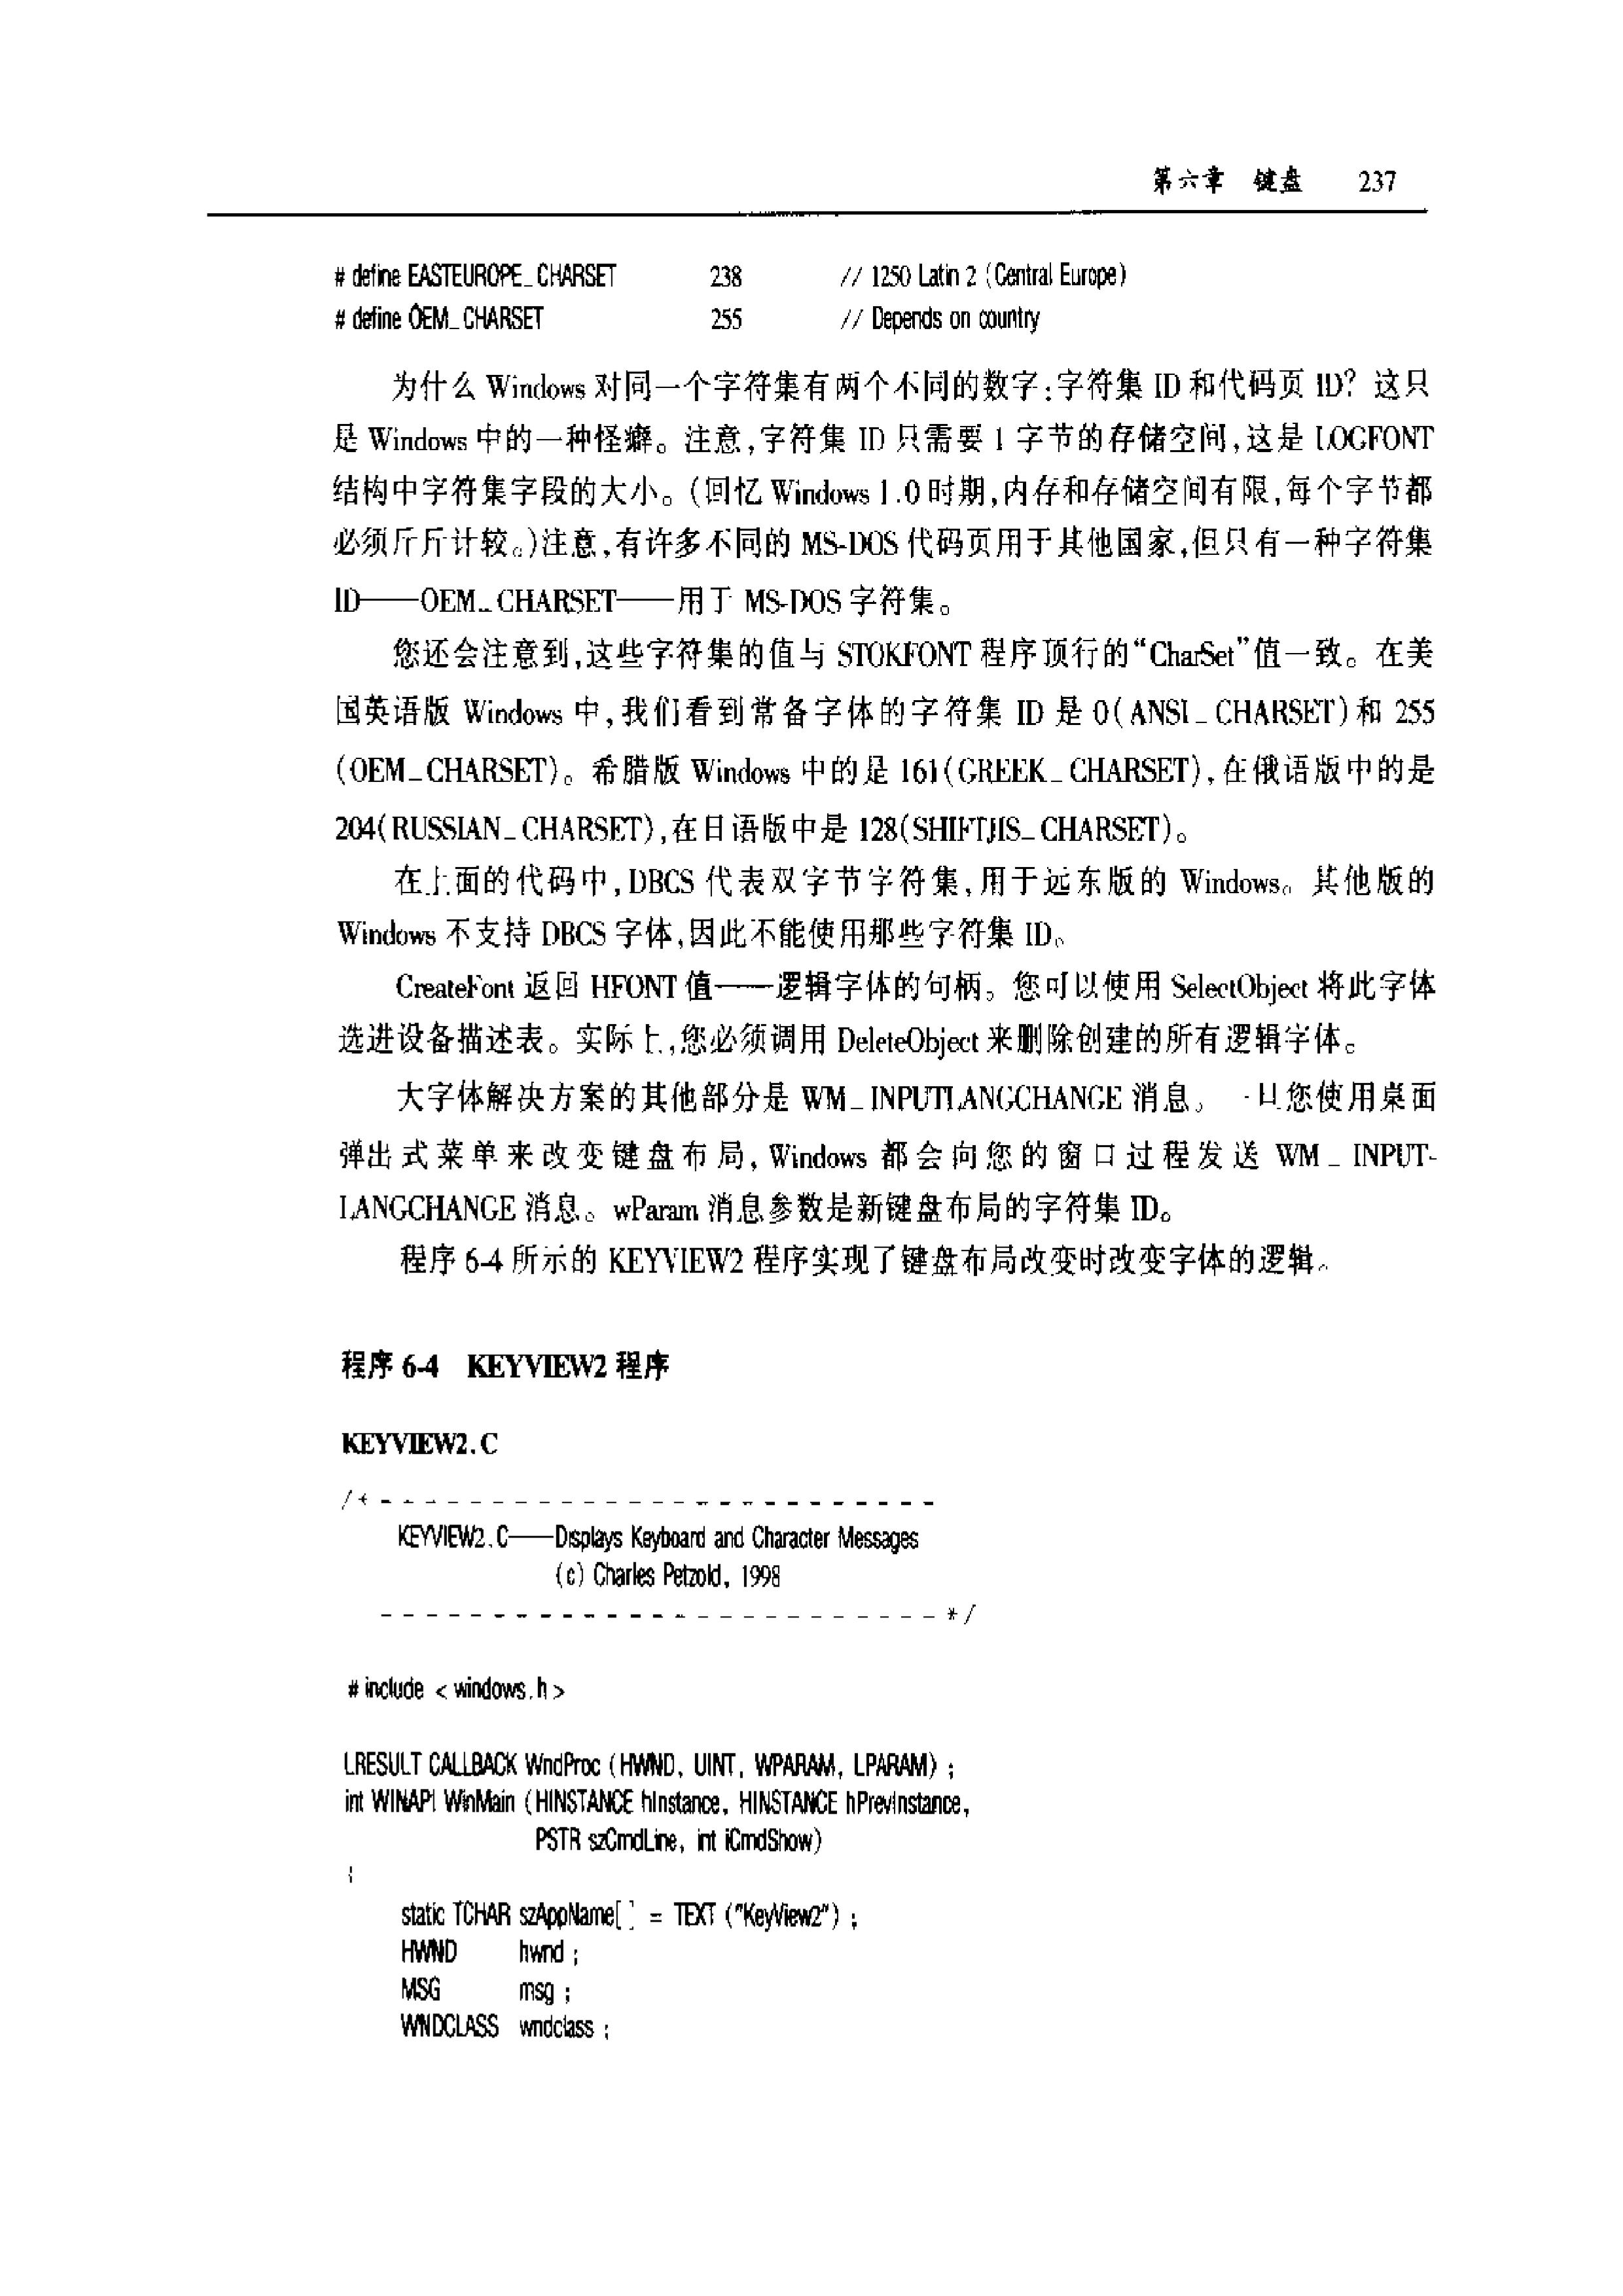 第六章 键盘 237
# define EASTEUROPE_CHARSET 238 // 1250 Latin 2 (Central Europe)
# define OEM_CHARSET 255 // Depends on country
为什么 Windows 对同一个字符集有两个不同的数字:字符集 ID 和代码页 ID? 这只
是 Windows 中的一种怪癖。注意,字符集 ID 只需要 1 字节的存储空间,这是 LOGFONT
结构中字符集字段的大小。(回忆 Windows 1.0 时期,内存和存储空间有限,每个字节都
必须斤斤计较。)注意,有许多不同的 MS-DOS 代码页用于其他国家,但只有一种字符集
ID——OEM_CHARSET——用于 MS-DOS 字符集。
您还会注意到,这些字符集的值与 STOKFONT 程序顶行的“CharSet”值一致。在美
国英语版 Windows 中,我们看到常备字体的字符集 ID 是 0(ANSI_CHARSET)和 255
(OEM_CHARSET)。希腊版 Windows 中的是 161(GREEK_CHARSET),在俄语版中的是
204(RUSSIAN_CHARSET),在日语版中是 128(SHIFTJIS_CHARSET)。
在上面的代码中,DBCS 代表双字节字符集,用于远东版的 Windows。其他版的
Windows 不支持 DBCS 字体,因此不能使用那些字符集 ID。
CreateFont 返回 HFONT 值——逻辑字体的句柄。您可以使用 SelectObject 将此字体
选进设备描述表。实际上,您必须调用 DeleteObject 来删除创建的所有逻辑字体。
大字体解决方案的其他部分是 WM_INPUTLANGCHANGE 消息。一旦您使用桌面
弹出式菜单来改变键盘布局,Windows 都会向您的窗口过程发送 WM_INPUT-
LANGCHANGE 消息。wParam 消息参数是新键盘布局的字符集 ID。
程序 6-4 所示的 KEYVIEW2 程序实现了键盘布局改变时改变字体的逻辑。
程序 6-4 KEYVIEW2 程序
KEYVIEW2.C
/* - - - - - - - - - - - - - - - - - - - - - - - - -
KEYVIEW2.C——Displays Keyboard and Character Messages
(c) Charles Petzold, 1998
- - - - - - - - - - - - - - - - - - - - - - - - - */
# include < windows.h >
LRESULT CALLBACK WndProc (HWND, UINT, WPARAM, LPARAM) ;
int WINAPI WinMain (HINSTANCE hInstance, HINSTANCE hPrevInstance,
PSTR szCmdLine, int iCmdShow)
{
static TCHAR szAppName[ ] = TEXT ("KeyView2") ;
HWND hwnd ;
MSG msg ;
WNDCLASS wndclass ;